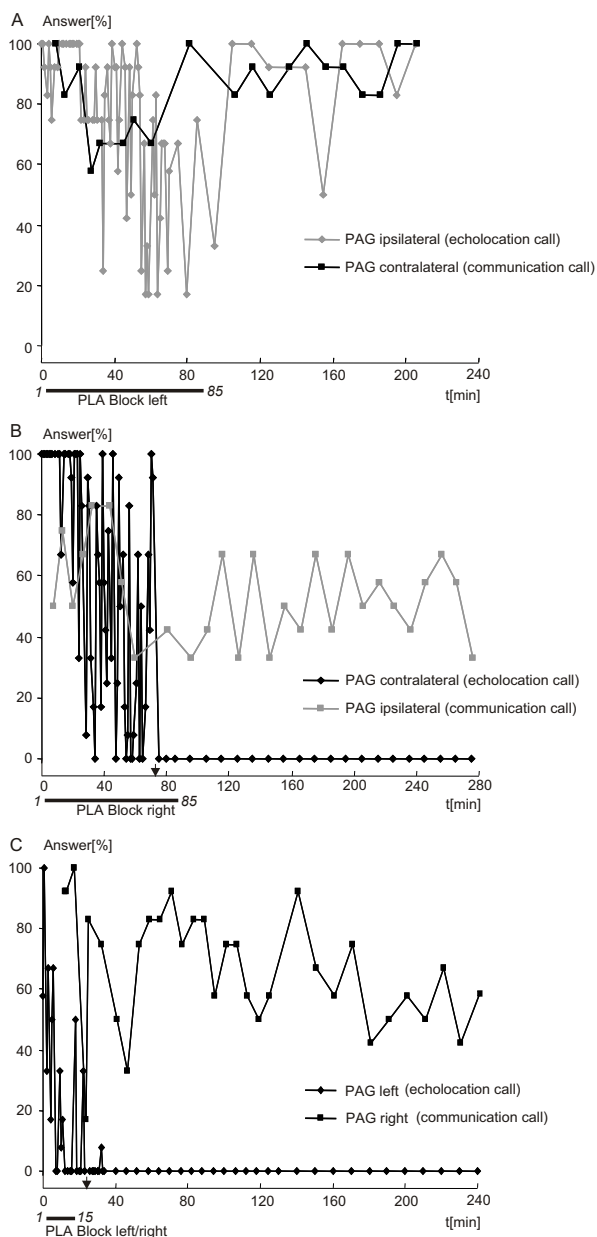 A
Answer[%]
100
80
60
40
20
0
PAG ipsilateral (echolocation call)
PAG contralateral (communication call)
0 40 80 120 160 200 240
1 85
PLA Block left
t[min]
B
Answer[%]
100
80
60
40
20
0
PAG contralateral (echolocation call)
PAG ipsilateral (communication call)
0 40 80 120 160 200 240 280
1 85
PLA Block right
t[min]
C
Answer[%]
100
80
60
40
20
0
PAG left (echolocation call)
PAG right (communication call)
0 40 80 120 160 200 240
1 15
PLA Block left/right
t[min]